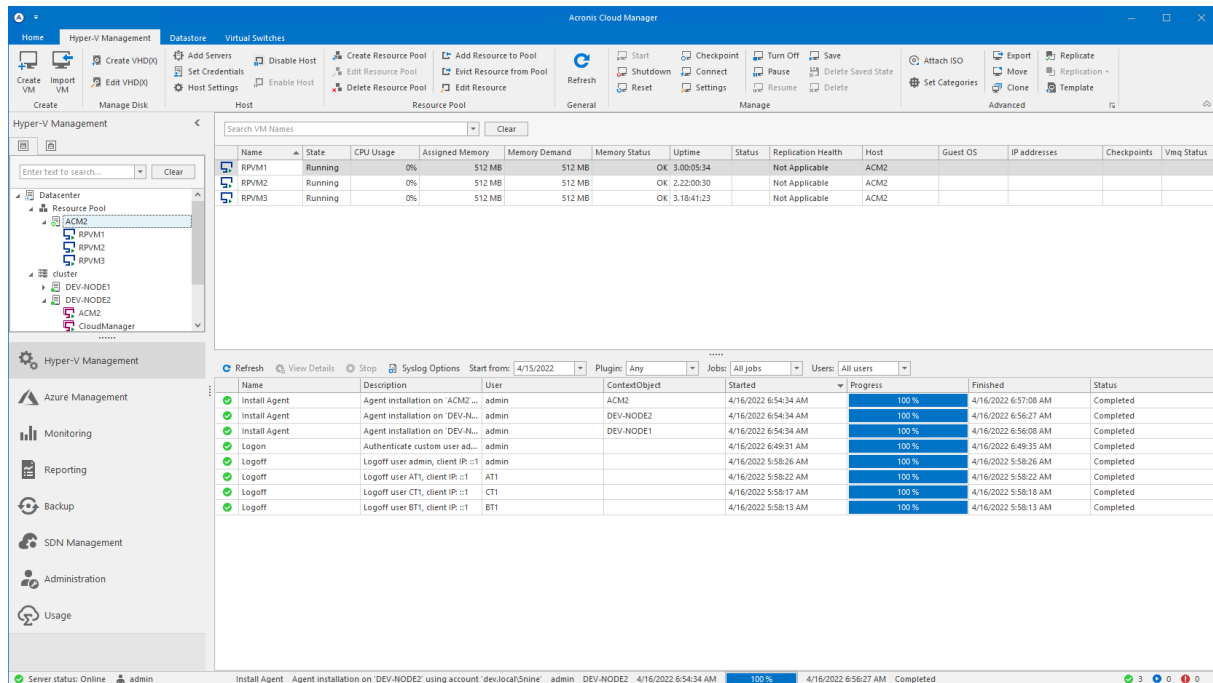 Acronis Cloud Manager
Home Hyper-V Management Datastore Virtual Switches
Create VM
Import VM
Create VHD(X)
Edit VHD(X)
Add Servers
Set Credentials
Host Settings
Disable Host
Enable Host
Create Resource Pool
Edit Resource Pool
Delete Resource Pool
Add Resource to Pool
Evict Resource from Pool
Edit Resource
Refresh
Start
Shutdown
Reset
Checkpoint
Connect
Settings
Turn Off
Pause
Resume
Save
Delete Saved State
Delete
Attach ISO
Set Categories
Export
Move
Clone
Replicate
Replication
Template
Create Manage Disk Host Resource Pool General Manage Advanced
Hyper-V Management
Enter text to search... Clear
Datacenter
Resource Pool
ACM2
RPVM1
RPVM2
RPVM3
cluster
DEV-NODE1
DEV-NODE2
ACM2
CloudManager
Hyper-V Management
Azure Management
Monitoring
Reporting
Backup
SDN Management
Administration
Usage
Search VM Names Clear
Name State CPU Usage Assigned Memory Memory Demand Memory Status Uptime Status Replication Health Host Guest OS IP addresses Checkpoints Vmq Status
RPVM1 Running 0% 512 MB 512 MB OK 3.00:05:34 Not Applicable ACM2
RPVM2 Running 0% 512 MB 512 MB OK 2.22:00:30 Not Applicable ACM2
RPVM3 Running 0% 512 MB 512 MB OK 3.18:41:23 Not Applicable ACM2
Refresh View Details Stop Syslog Options Start from: 4/15/2022 Plugin: Any Jobs: All jobs Users: All users
Name Description User ContextObject Started Progress Finished Status
Install Agent Agent installation on 'ACM2'... admin ACM2 4/16/2022 6:54:34 AM 100 % 4/16/2022 6:57:08 AM Completed
Install Agent Agent installation on 'DEV-N... admin DEV-NODE2 4/16/2022 6:54:34 AM 100 % 4/16/2022 6:56:27 AM Completed
Install Agent Agent installation on 'DEV-N... admin DEV-NODE1 4/16/2022 6:54:34 AM 100 % 4/16/2022 6:56:08 AM Completed
Logon Authenticate custom user ad... admin 4/16/2022 6:49:31 AM 100 % 4/16/2022 6:49:35 AM Completed
Logoff Logoff user admin, client IP: ::1 admin 4/16/2022 5:58:26 AM 100 % 4/16/2022 5:58:26 AM Completed
Logoff Logoff user AT1, client IP: ::1 AT1 4/16/2022 5:58:22 AM 100 % 4/16/2022 5:58:22 AM Completed
Logoff Logoff user CT1, client IP: ::1 CT1 4/16/2022 5:58:17 AM 100 % 4/16/2022 5:58:18 AM Completed
Logoff Logoff user BT1, client IP: ::1 BT1 4/16/2022 5:58:13 AM 100 % 4/16/2022 5:58:13 AM Completed
Server status: Online admin Install Agent Agent installation on 'DEV-NODE2' using account 'dev.local\5nine' admin DEV-NODE2 4/16/2022 6:54:34 AM 100 % 4/16/2022 6:56:27 AM Completed 3 0 0